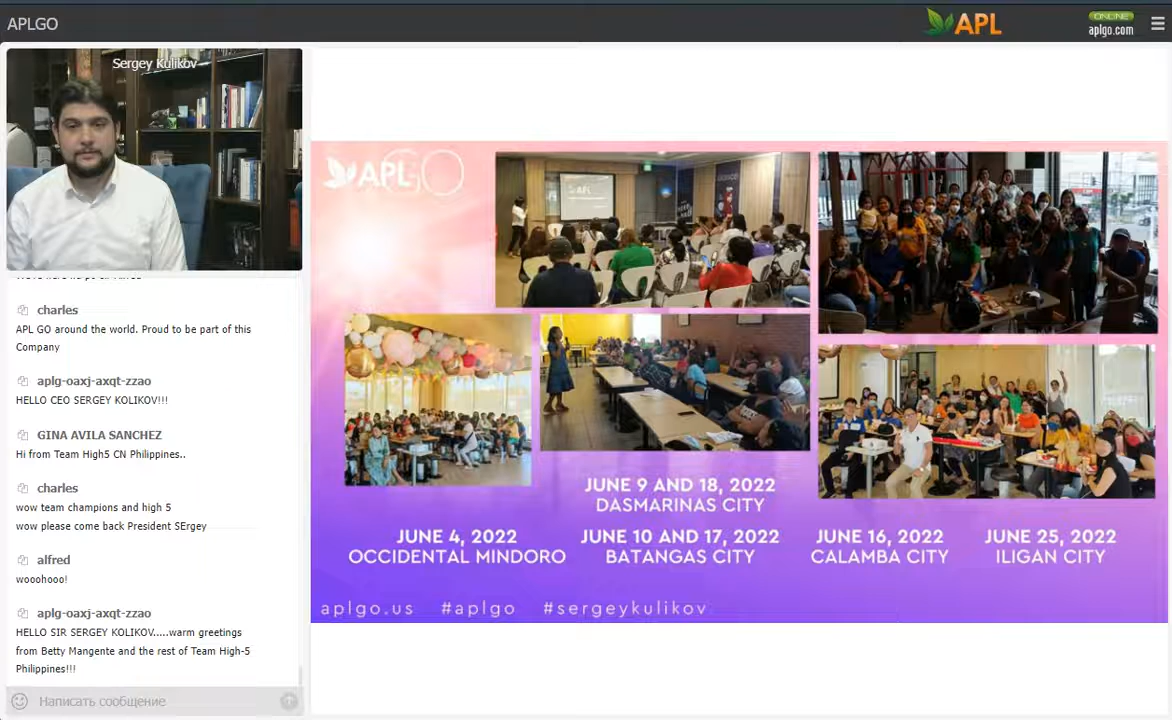 APLGO
APL
ONLINE
aplgo.com
Sergey Kulikov
charles
APL GO around the world. Proud to be part of this
Company
aplg-oaxj-axqt-zzao
HELLO CEO SERGEY KOLIKOV!!!
GINA AVILA SANCHEZ
Hi from Team High5 CN Philippines..
charles
wow team champions and high 5
wow please come back President SErgey
alfred
wooohooo!
aplg-oaxj-axqt-zzao
HELLO SIR SERGEY KOLIKOV.....warm greetings
from Betty Mangente and the rest of Team High-5
Philippines!!!
Написать сообщение
APLGO
APL
JUNE 9 AND 18, 2022
DASMARINAS CITY
JUNE 4, 2022
OCCIDENTAL MINDORO
JUNE 10 AND 17, 2022
BATANGAS CITY
JUNE 16, 2022
CALAMBA CITY
JUNE 25, 2022
ILIGAN CITY
aplgo.us #aplgo #sergeykulikov